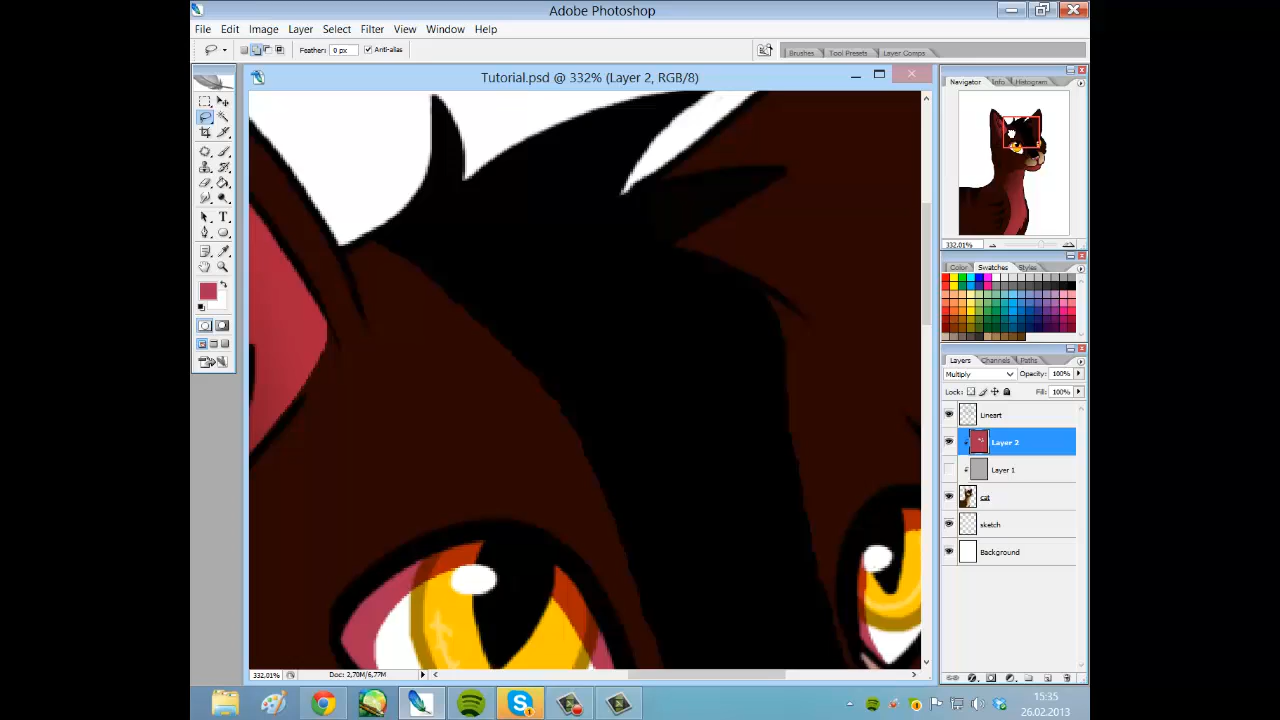 Adobe Photoshop
File Edit Image Layer Select Filter View Window Help
Feather: 0 px Anti-alias
Brushes Tool Presets Layer Comps
Tutorial.psd @ 332% (Layer 2, RGB/8)
Navigator Info Histogram
332.01%
Color Swatches Styles
Layers Channels Paths
Multiply Opacity: 100%
Lock: Fill: 100%
Lineart
Layer 2
Layer 1
cat
sketch
Background
332.01% Doc: 2,70M/6,77M
15:35
26.02.2013